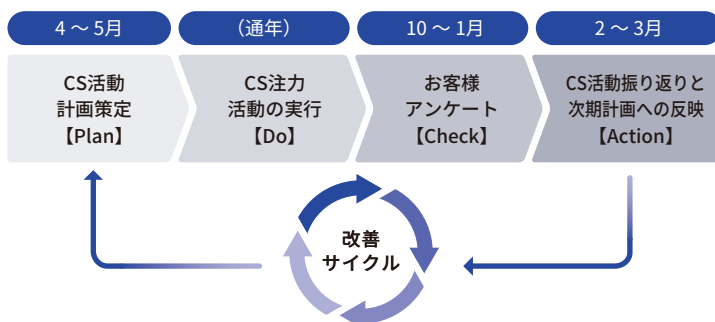 4 ～ 5月
（通年）
10 ～ 1月
2 ～ 3月
CS活動
計画策定
【Plan】
CS注力
活動の実行
【Do】
お客様
アンケート
【Check】
CS活動振り返りと
次期計画への反映
【Action】
改善
サイクル